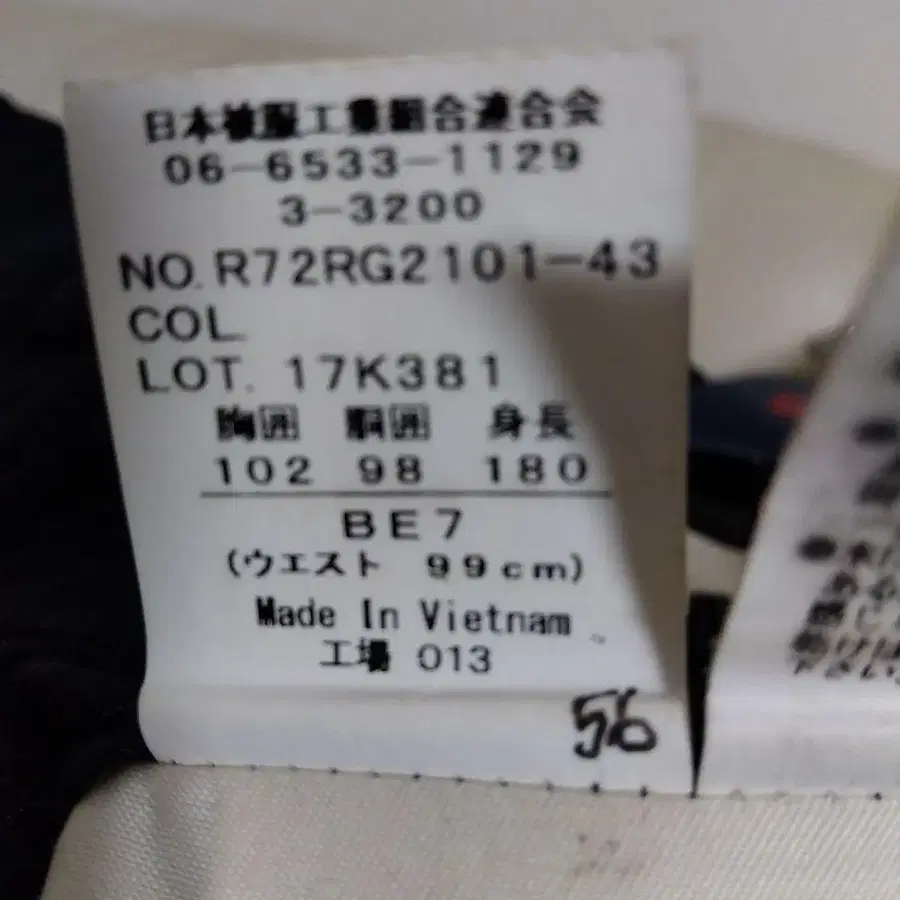 日本被服工業組合連合会
06-6533-1129
3-3200
NO. R72RG2101-43
COL.
LOT. 17K381
胸囲 胴囲 身長
102 98 180
BE7
(ウエスト 99cm)
Made In Vietnam
工場 013
56